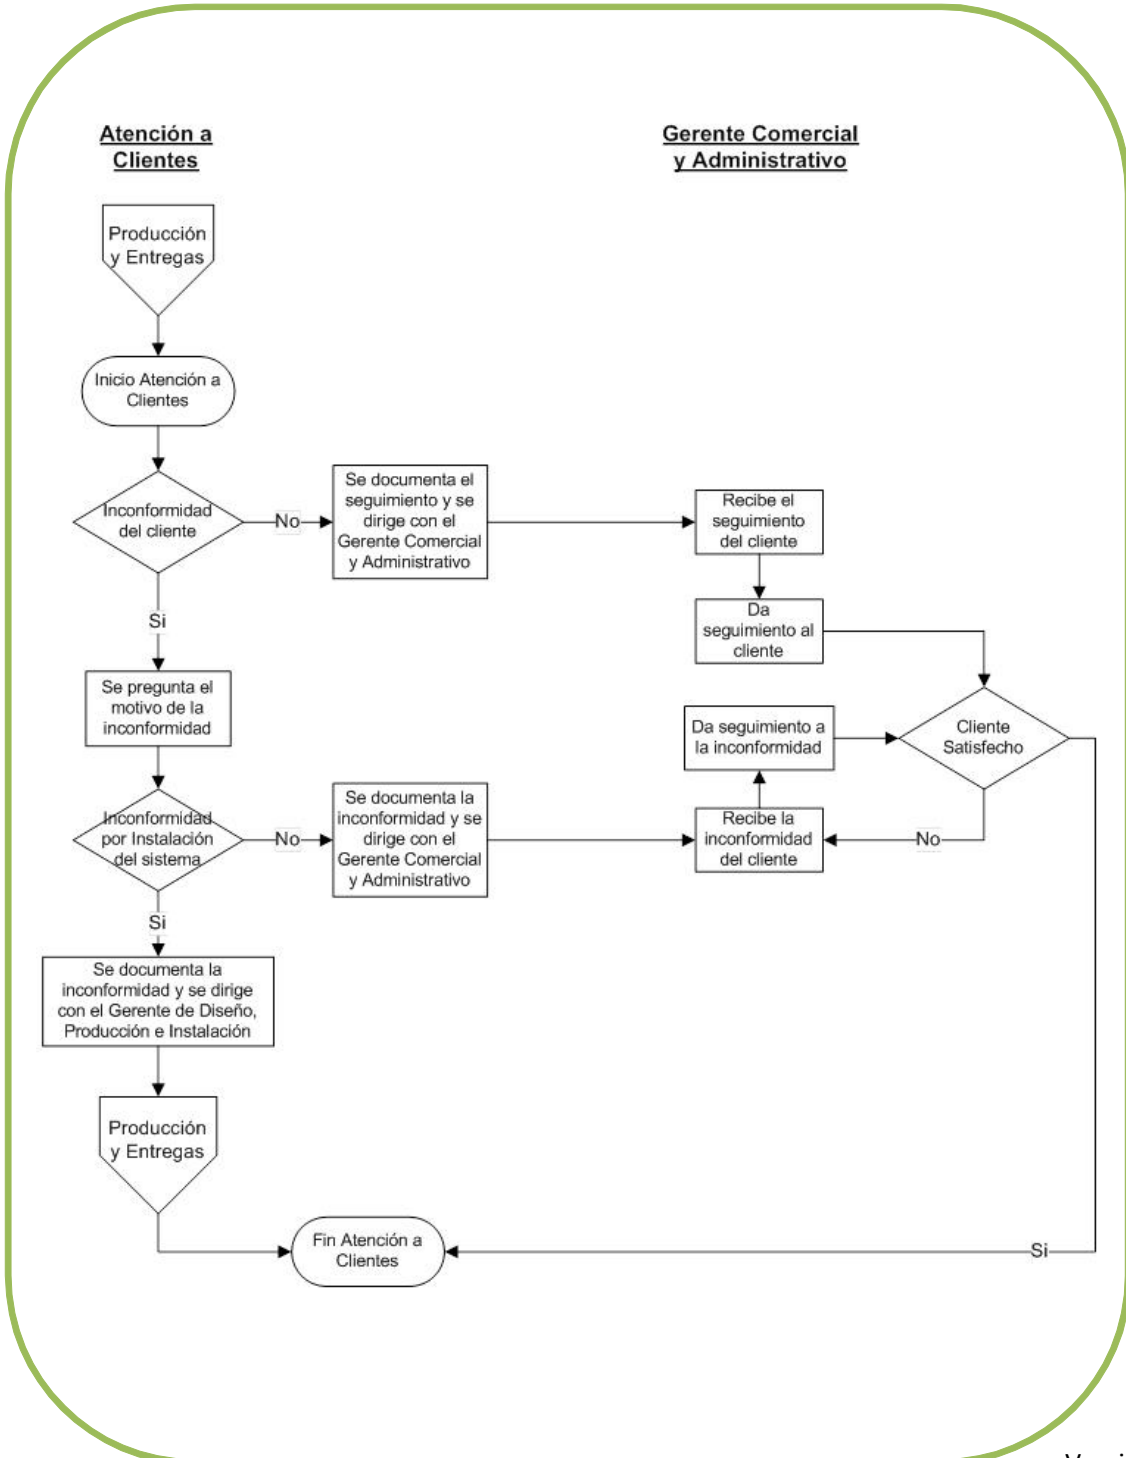 Atención a
Clientes
Gerente Comercial
y Administrativo
Producción
y Entregas
Inicio Atención a
Clientes
Inconformidad
del cliente
No
Se documenta el
seguimiento y se
dirige con el
Gerente Comercial
y Administrativo
Recibe el
seguimiento
del cliente
Da
seguimiento al
cliente
Si
Se pregunta el
motivo de la
inconformidad
Da seguimiento a
la inconformidad
Cliente
Satisfecho
Inconformidad
por Instalación
del sistema
No
Se documenta la
inconformidad y se
dirige con el
Gerente Comercial
y Administrativo
Recibe la
inconformidad
del cliente
No
Si
Se documenta la
inconformidad y se dirige
con el Gerente de Diseño,
Producción e Instalación
Producción
y Entregas
Fin Atención a
Clientes
Si